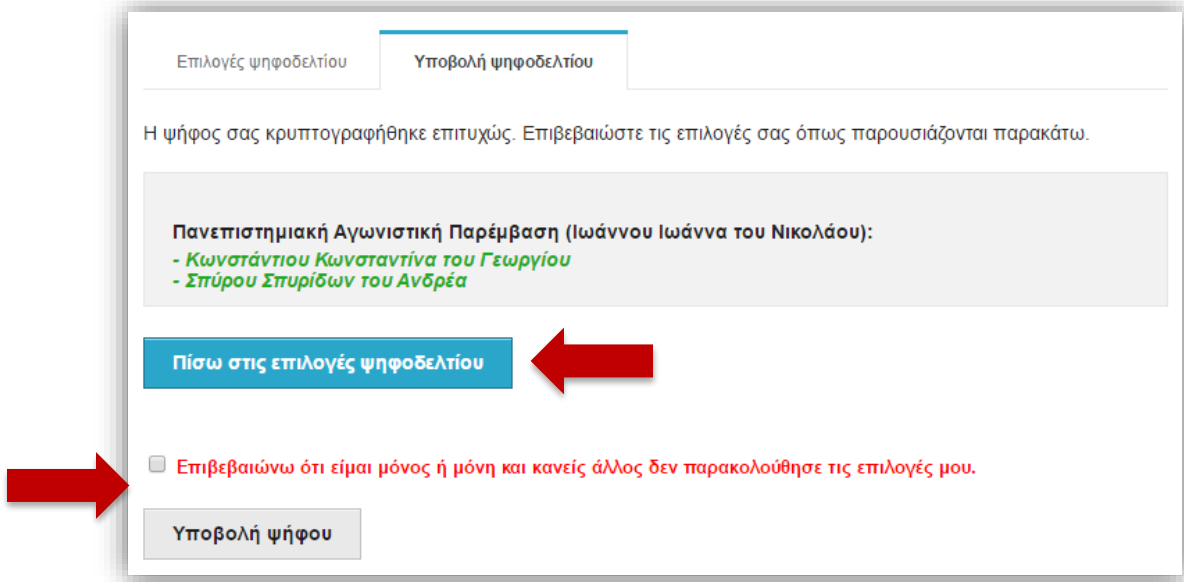 Επιλογές ψηφοδελτίου
Υποβολή ψηφοδελτίου
Η ψήφος σας κρυπτογραφήθηκε επιτυχώς. Επιβεβαιώστε τις επιλογές σας όπως παρουσιάζονται παρακάτω.
Πανεπιστημιακή Αγωνιστική Παρέμβαση (Ιωάννου Ιωάννα του Νικολάου):
- Κωνστάντιου Κωνσταντίνα του Γεωργίου
- Σπύρου Σπυρίδων του Ανδρέα
Πίσω στις επιλογές ψηφοδελτίου
Επιβεβαιώνω ότι είμαι μόνος ή μόνη και κανείς άλλος δεν παρακολούθησε τις επιλογές μου.
Υποβολή ψήφου